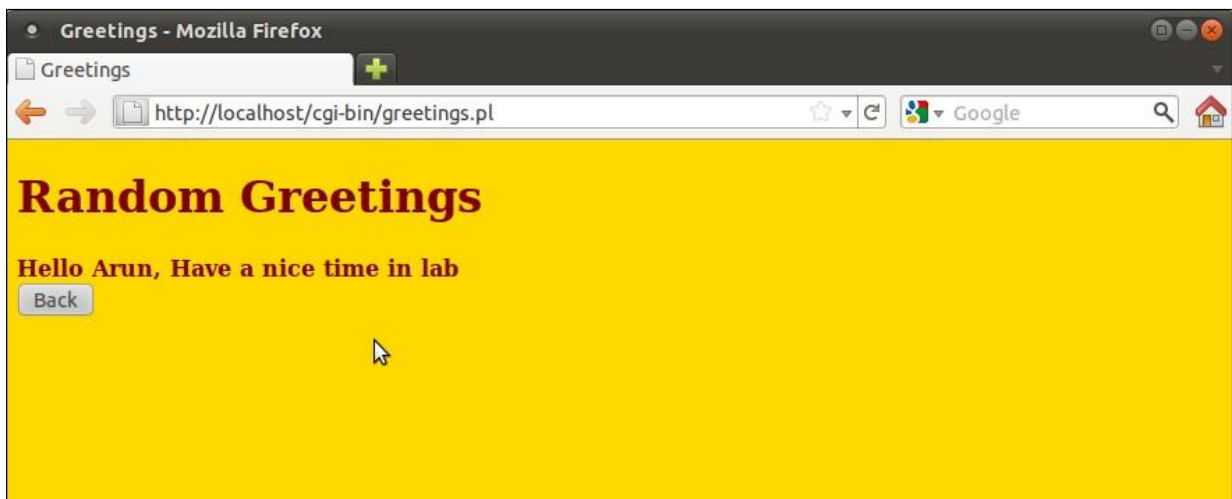 Greetings - Mozilla Firefox
Greetings
http://localhost/cgi-bin/greetings.pl
Google
Random Greetings
Hello Arun, Have a nice time in lab
Back